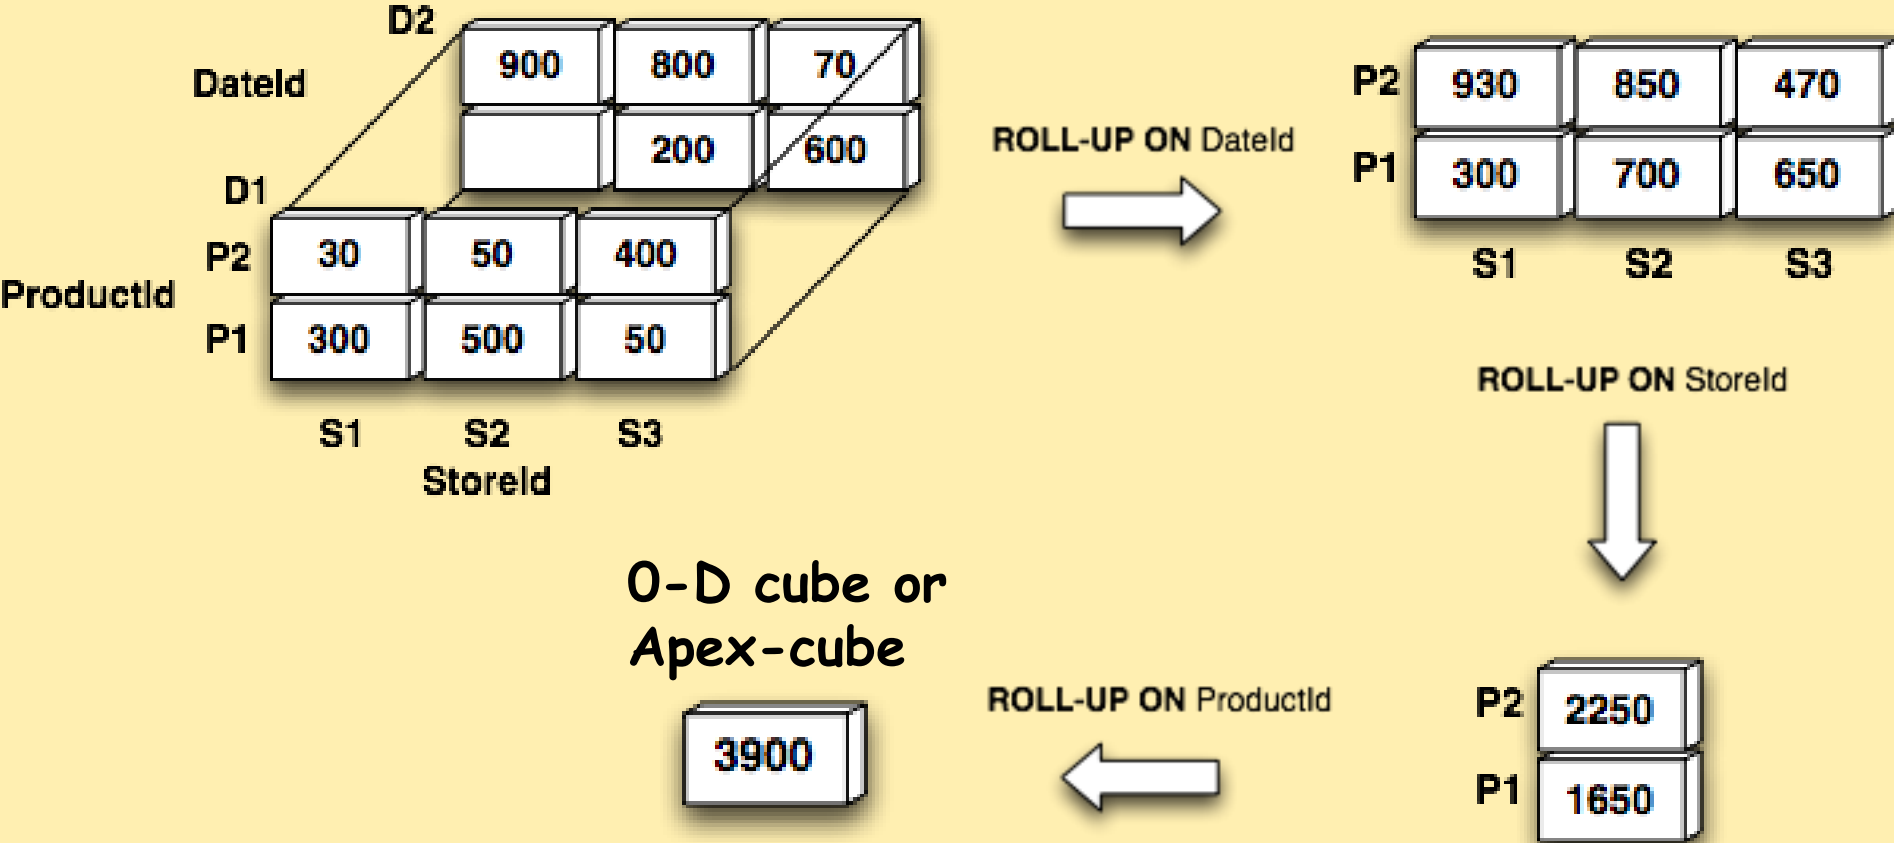 D2
900 800 70
DateId
200 600
D1
P2 30 50 400
ProductId
P1 300 500 50
S1 S2 S3
StoreId
ROLL-UP ON DateId
P2 930 850 470
P1 300 700 650
S1 S2 S3
ROLL-UP ON StoreId
P2 2250
P1 1650
ROLL-UP ON ProductId
0-D cube or
Apex-cube
3900